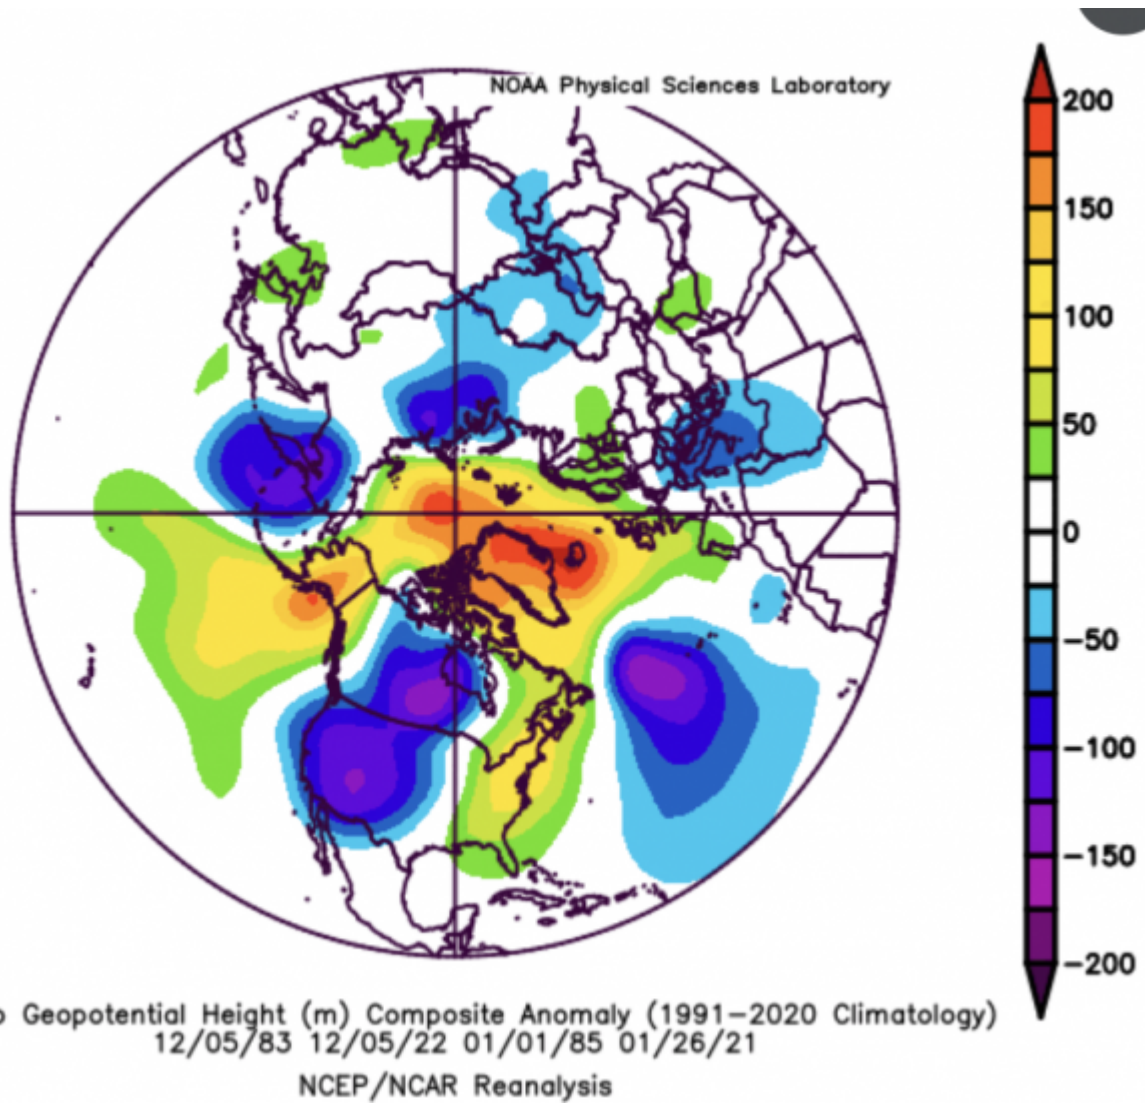 NOAA Physical Sciences Laboratory
200
150
100
50
0
−50
−100
−150
−200
Geopotential Height (m) Composite Anomaly (1991−2020 Climatology)
12/05/83 12/05/22 01/01/85 01/26/21
NCEP/NCAR Reanalysis